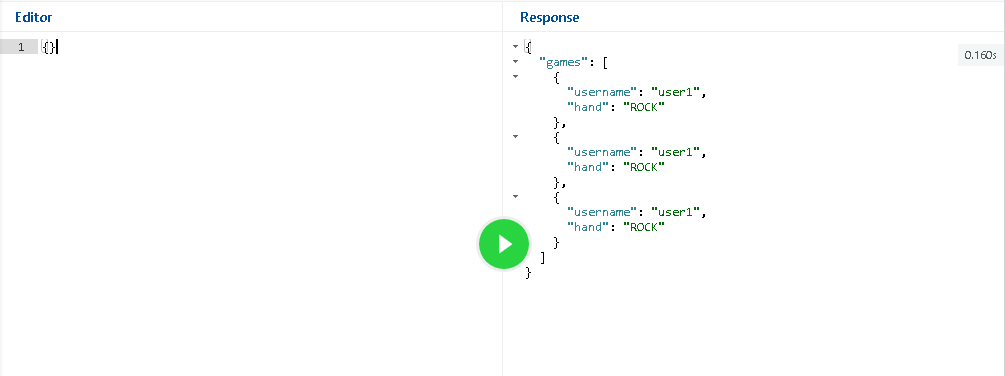 Editor
1 {}
Response
0.160s
{
"games": [
{
"username": "user1",
"hand": "ROCK"
},
{
"username": "user1",
"hand": "ROCK"
},
{
"username": "user1",
"hand": "ROCK"
}
]
}